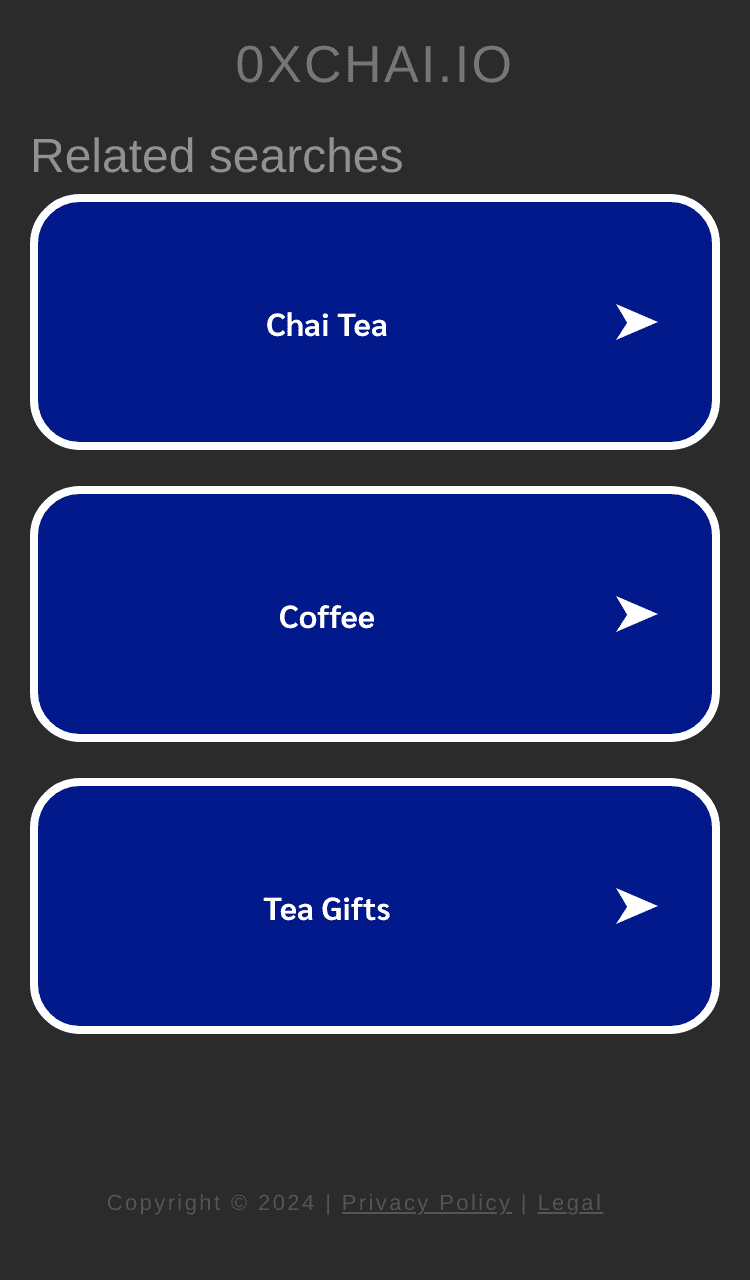 0XCHAI.IO
Related searches
Chai Tea
Coffee
Tea Gifts
Copyright © 2024 | Privacy Policy | Legal